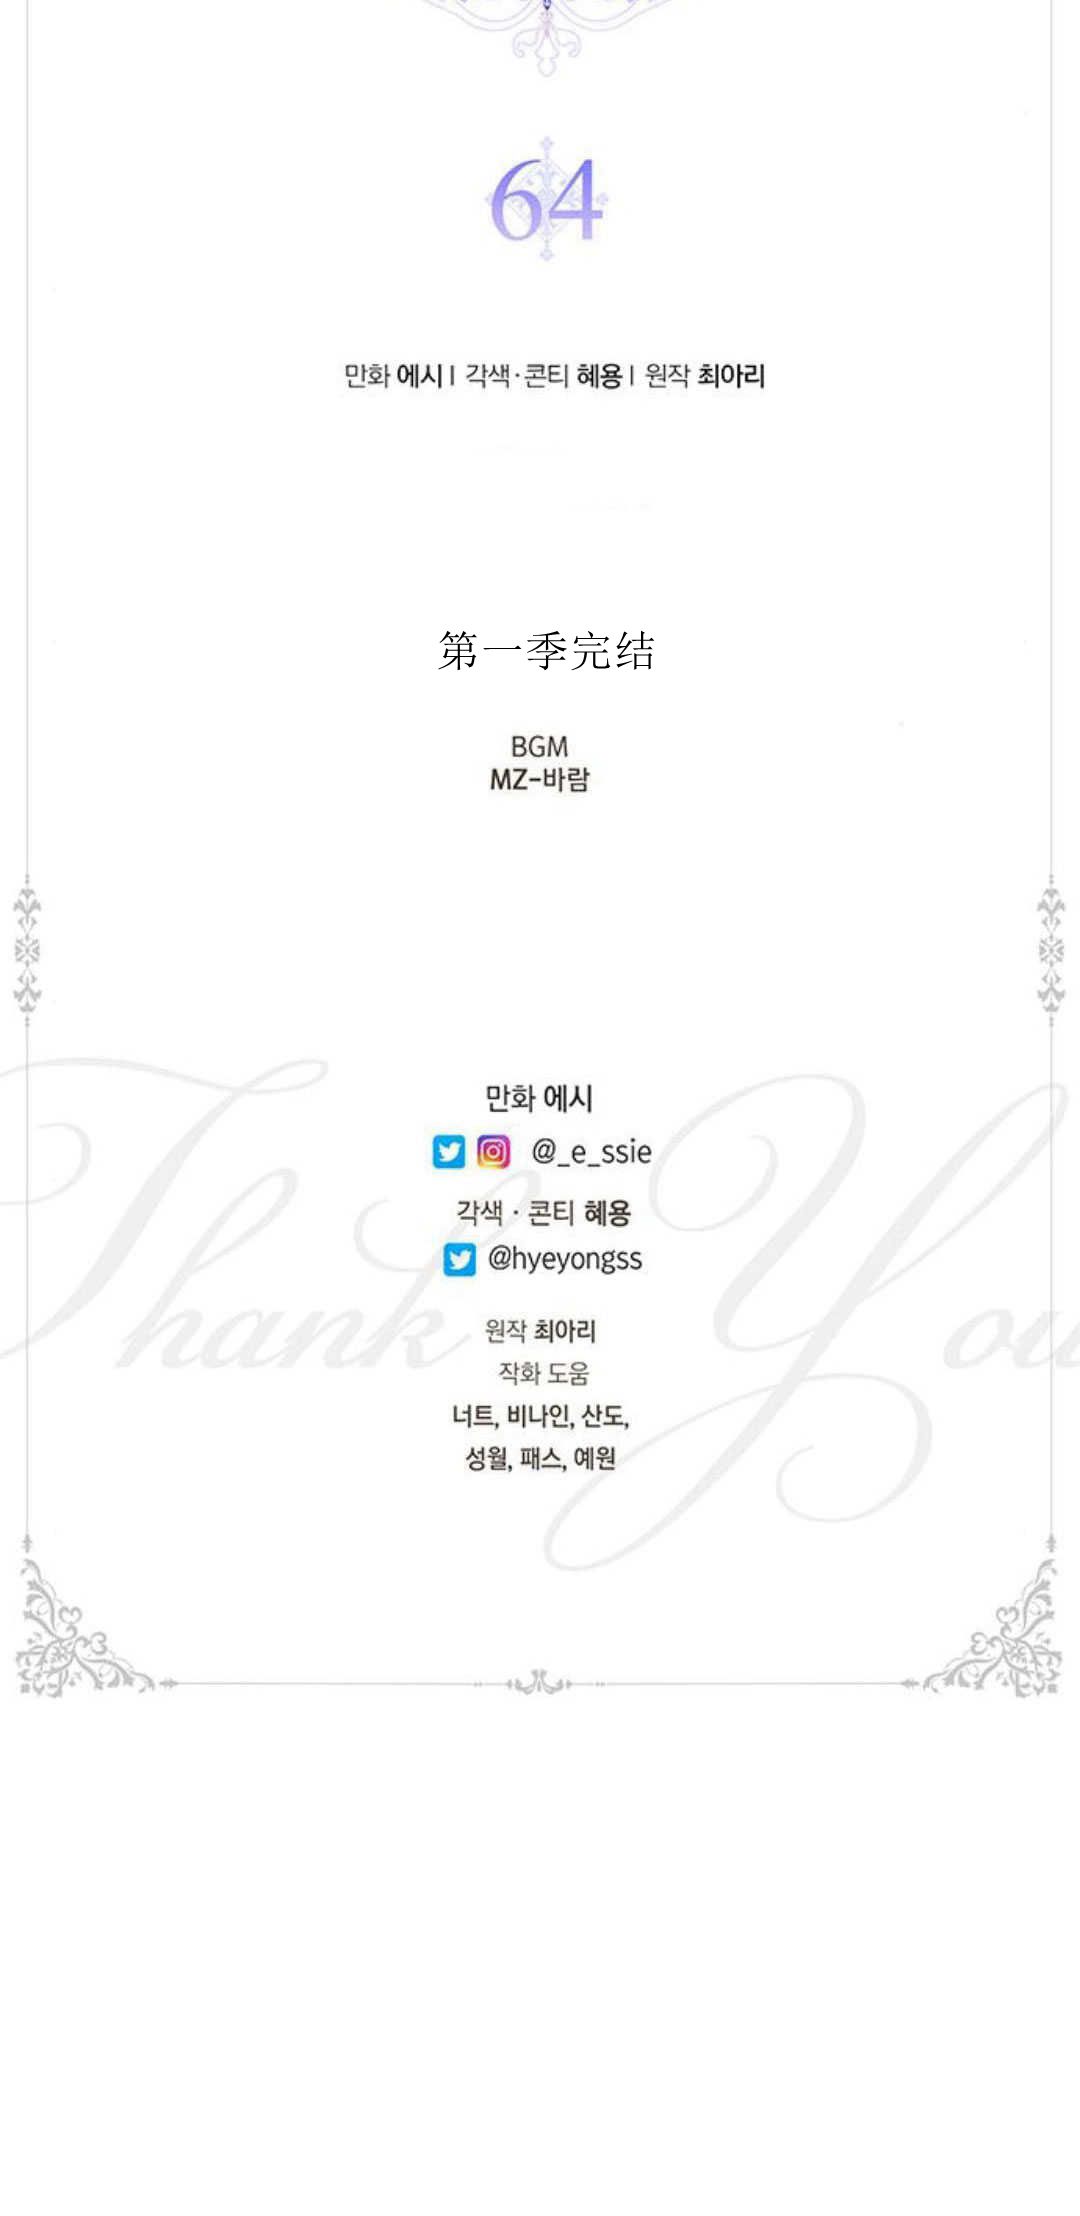 64
만화 에시 | 각색·콘티 혜용 | 원작 최아리
第一季完结
BGM
MZ-바람
만화 에시
@_e_ssie
각색 · 콘티 혜용
@hyeyongss
Thank You
원작 최아리
작화 도움
너트, 비나인, 산도,
성월, 패스, 예원